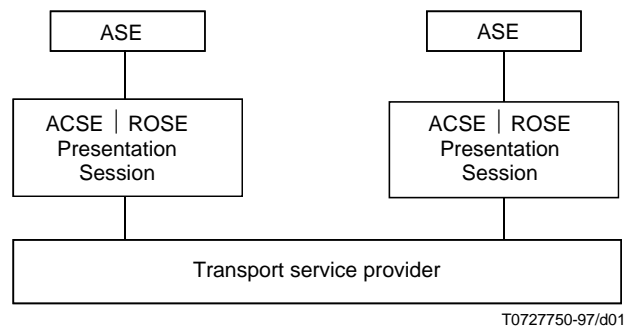 ASE
ASE
ACSE | ROSE
Presentation
Session
ACSE | ROSE
Presentation
Session
Transport service provider
T0727750-97/d01